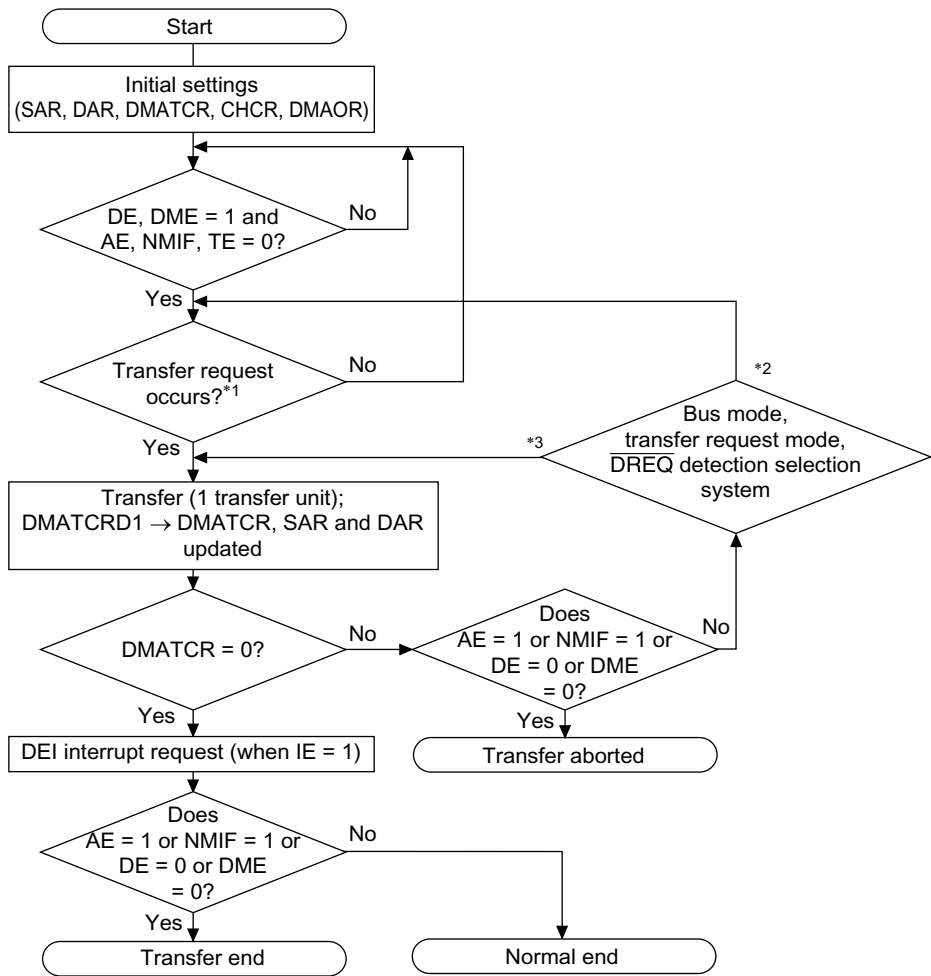 Start
Initial settings
(SAR, DAR, DMATCR, CHCR, DMAOR)
DE, DME = 1 and
AE, NMIF, TE = 0?
No
Yes
Transfer request
occurs?*1
No
Yes
*2
Bus mode,
transfer request mode,
DREQ detection selection
system
*3
Transfer (1 transfer unit);
DMATCRD1 → DMATCR, SAR and DAR
updated
DMATCR = 0?
No
Yes
Does
AE = 1 or NMIF = 1 or
DE = 0 or DME
= 0?
No
Yes
Transfer aborted
DEI interrupt request (when IE = 1)
Does
AE = 1 or NMIF = 1 or
DE = 0 or DME
= 0?
No
Yes
Transfer end
Normal end